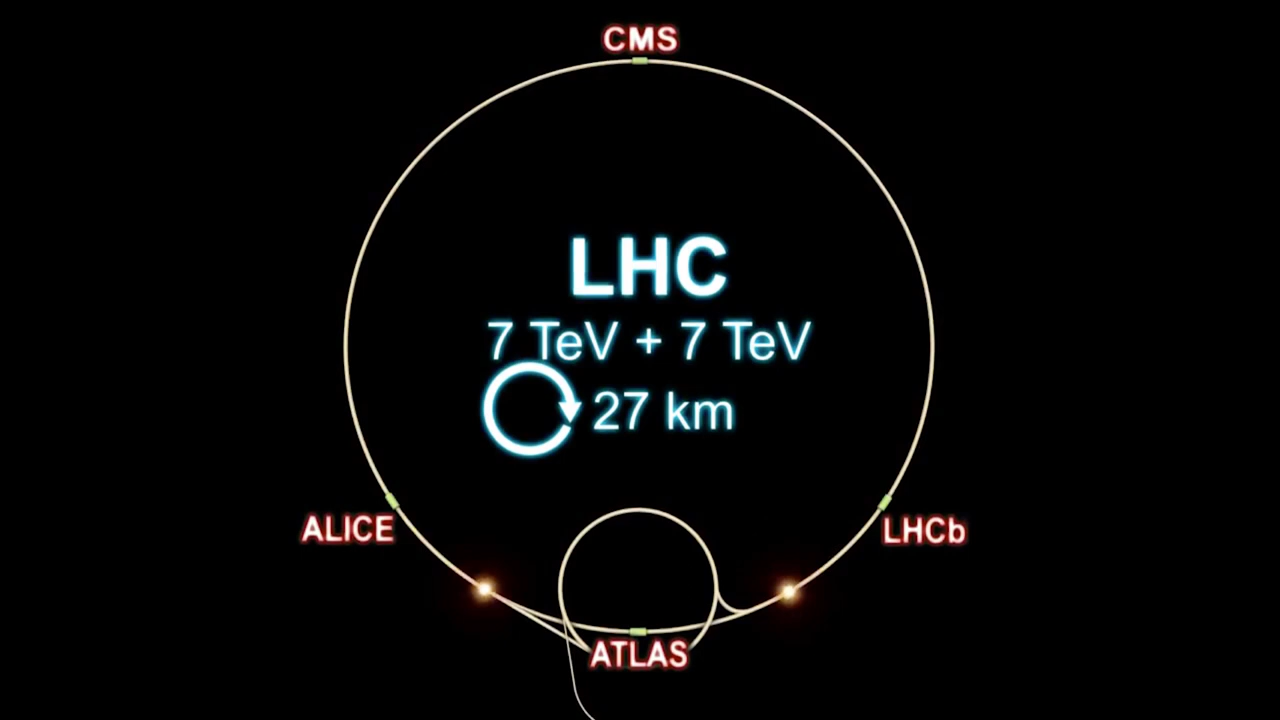 CMS
LHC
7 TeV + 7 TeV
27 km
ALICE
LHCb
ATLAS